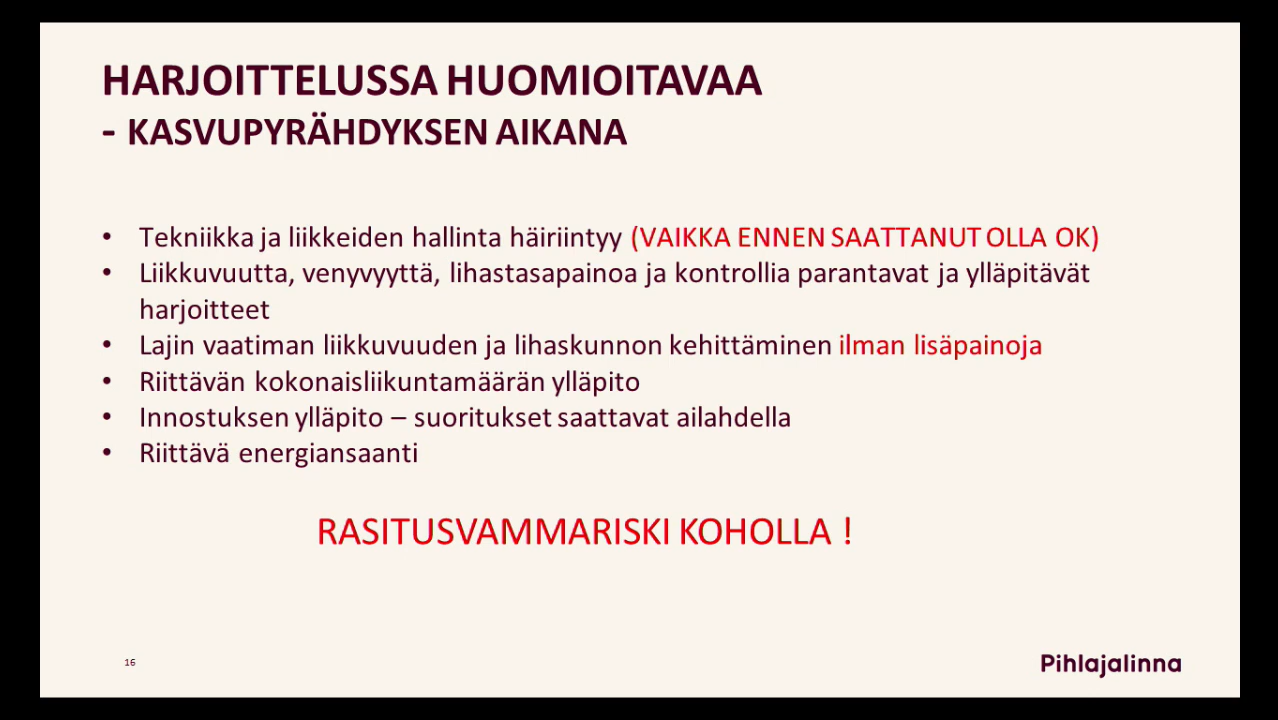 HARJOITTELUSSA HUOMIOITAVAA
- KASVUPYRÄHDYKSEN AIKANA
• Tekniikka ja liikkeiden hallinta häiriintyy (VAIKKA ENNEN SAATTANUT OLLA OK)
• Liikkuvuutta, venyvyyttä, lihastasapainoa ja kontrollia parantavat ja ylläpitävät
harjoitteet
• Lajin vaatiman liikkuvuuden ja lihaskunnon kehittäminen ilman lisäpainoja
• Riittävän kokonaisliikuntamäärän ylläpito
• Innostuksen ylläpito – suoritukset saattavat ailahdella
• Riittävä energiansaanti
RASITUSVAMMARISKI KOHOLLA !
16
Pihlajalinna